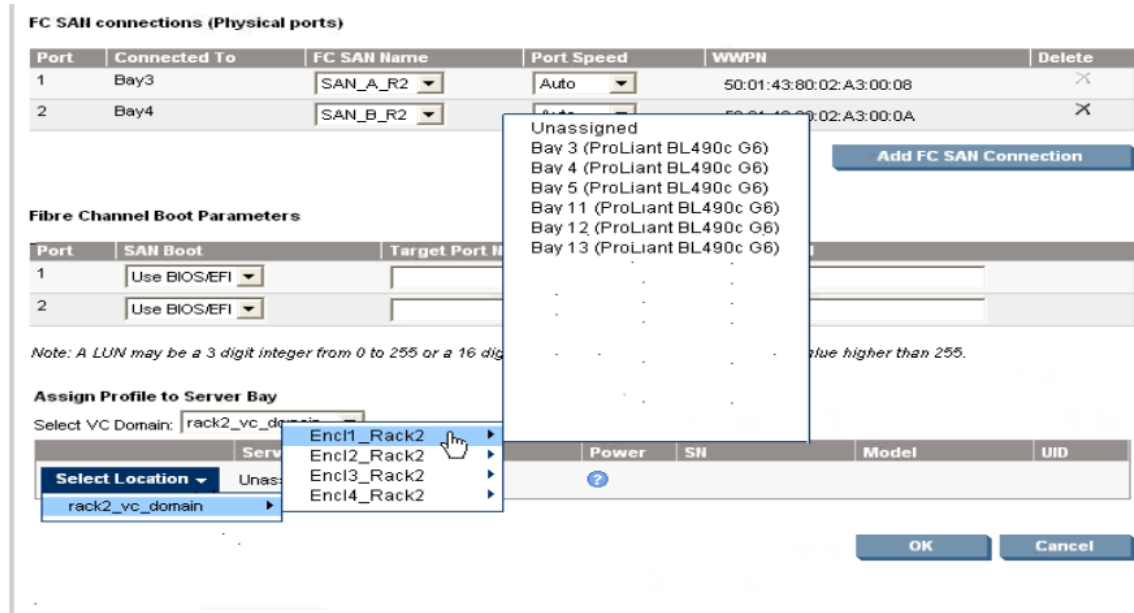 FC SAN connections (Physical ports)
Port Connected To FC SAN Name Port Speed WWPN Delete
1 Bay3 SAN_A_R2 Auto 50:01:43:80:02:A3:00:08
2 Bay4 SAN_B_R2 02:A3:00:0A
Unassigned
Bay 3 (ProLiant BL490c G6)
Bay 4 (ProLiant BL490c G6)
Bay 5 (ProLiant BL490c G6)
Bay 11 (ProLiant BL490c G6)
Bay 12 (ProLiant BL490c G6)
Bay 13 (ProLiant BL490c G6)
Add FC SAN Connection
Fibre Channel Boot Parameters
Port SAN Boot Target Port N
1 Use BIOS/EFI
2 Use BIOS/EFI
Note: A LUN may be a 3 digit integer from 0 to 255 or a 16 dig lue higher than 255.
Assign Profile to Server Bay
Select VC Domain: rack2_vc_domain
Serv Power SN Model UID
Select Location Unas
rack2_vc_domain
Encl1_Rack2
Encl2_Rack2
Encl3_Rack2
Encl4_Rack2
OK Cancel